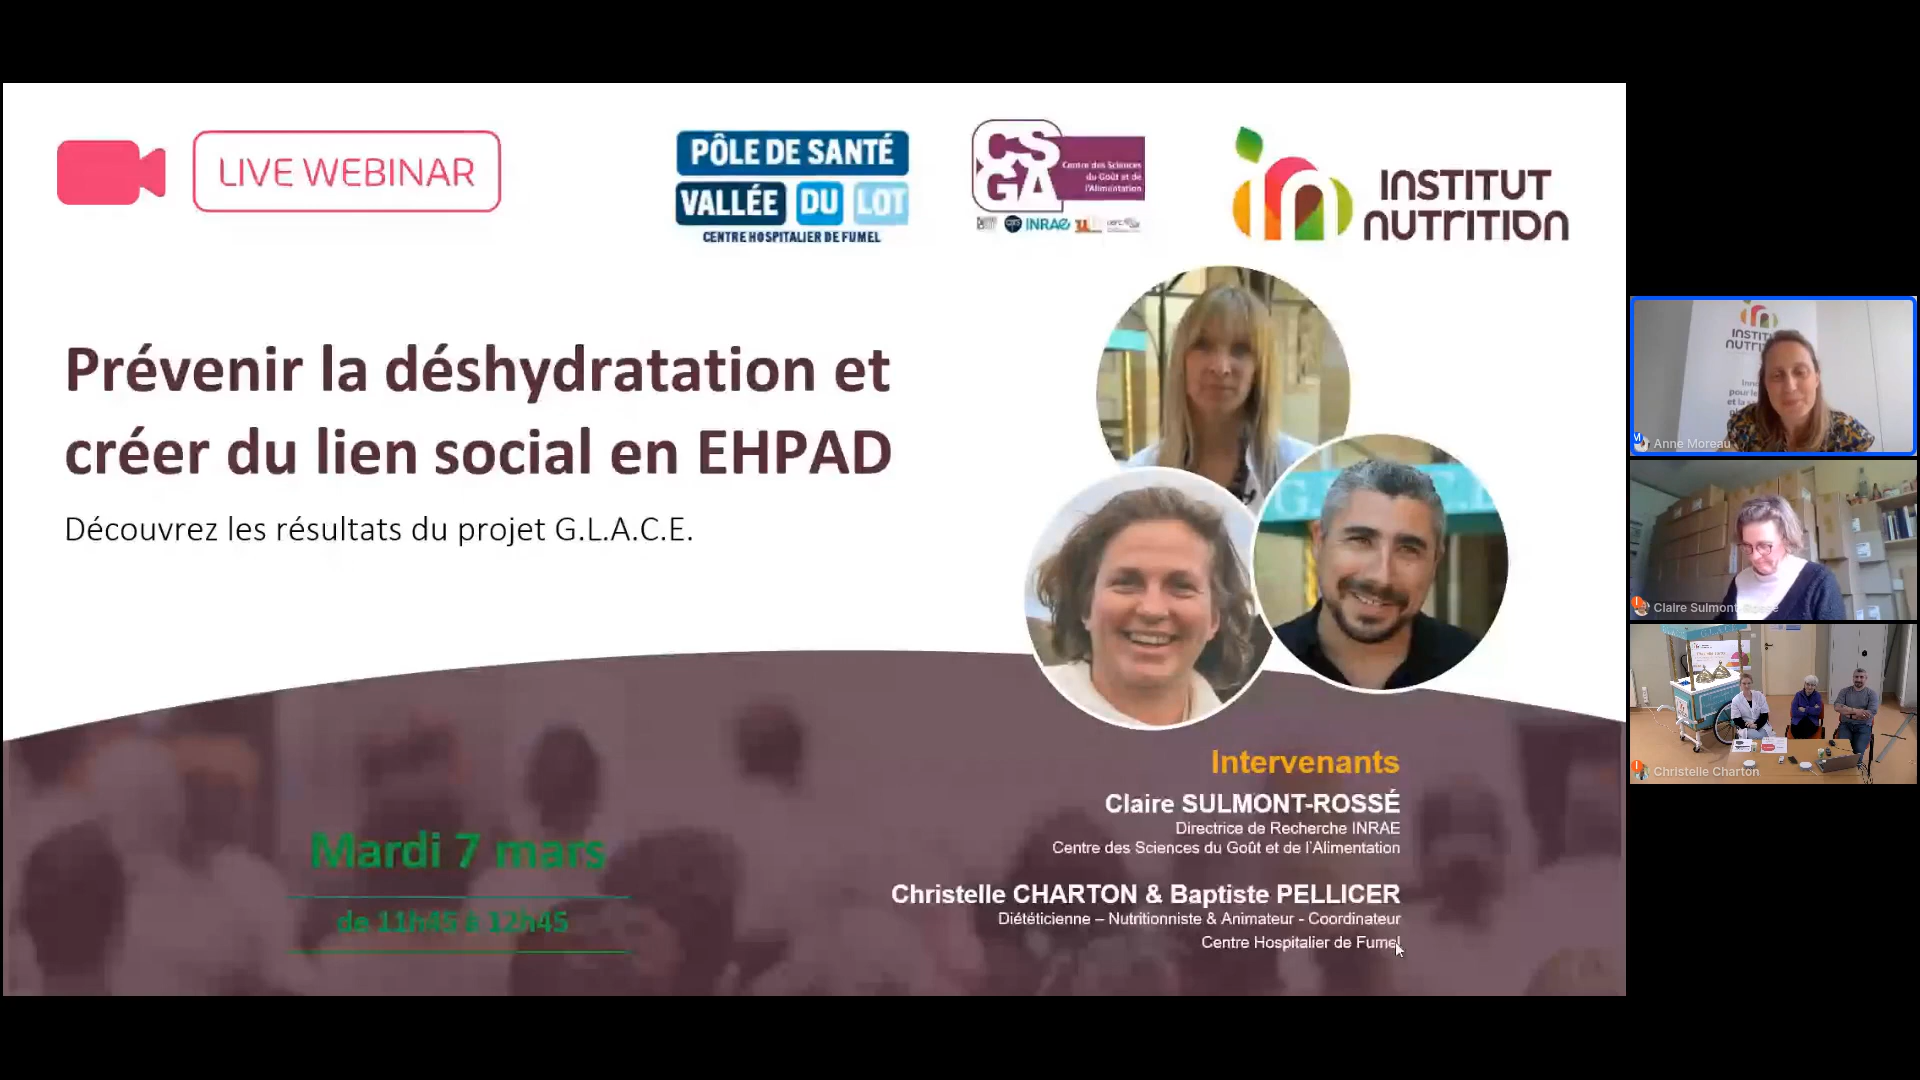 LIVE WEBINAR
PÔLE DE SANTÉ
VALLÉE DU LOT
CENTRE HOSPITALIER DE FUMEL
CSGA
Centre des Sciences
du Goût et de
l'Alimentation
INRAE
INSTITUT
NUTRITION
Prévenir la déshydratation et
créer du lien social en EHPAD
Découvrez les résultats du projet G.L.A.C.E.
Mardi 7 mars
de 11h45 à 12h45
Intervenants
Claire SULMONT-ROSSÉ
Directrice de Recherche INRAE
Centre des Sciences du Goût et de l'Alimentation
Christelle CHARTON & Baptiste PELLICER
Diététicienne – Nutritionniste & Animateur - Coordinateur
Centre Hospitalier de Fumel
Anne Moreau
Claire Sulmont-Rossé
G.L.A.C.E
Christelle Charton